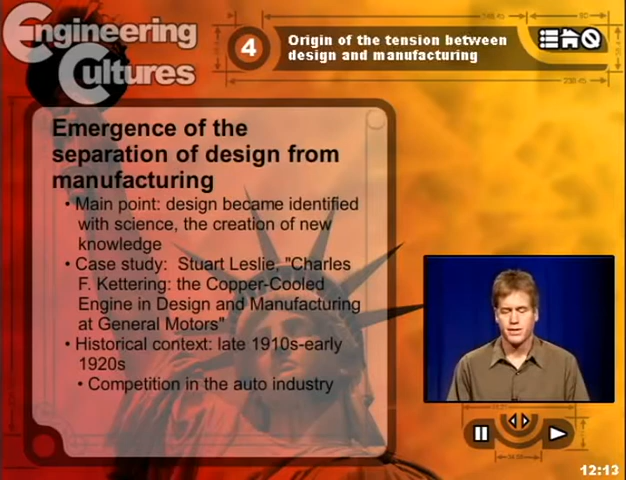 Engineering
Cultures
4
Origin of the tension between
design and manufacturing
Emergence of the
separation of design from
manufacturing
• Main point: design became identified
with science, the creation of new
knowledge
• Case study: Stuart Leslie, "Charles
F. Kettering: the Copper-Cooled
Engine in Design and Manufacturing
at General Motors"
• Historical context: late 1910s-early
1920s
• Competition in the auto industry
12:13